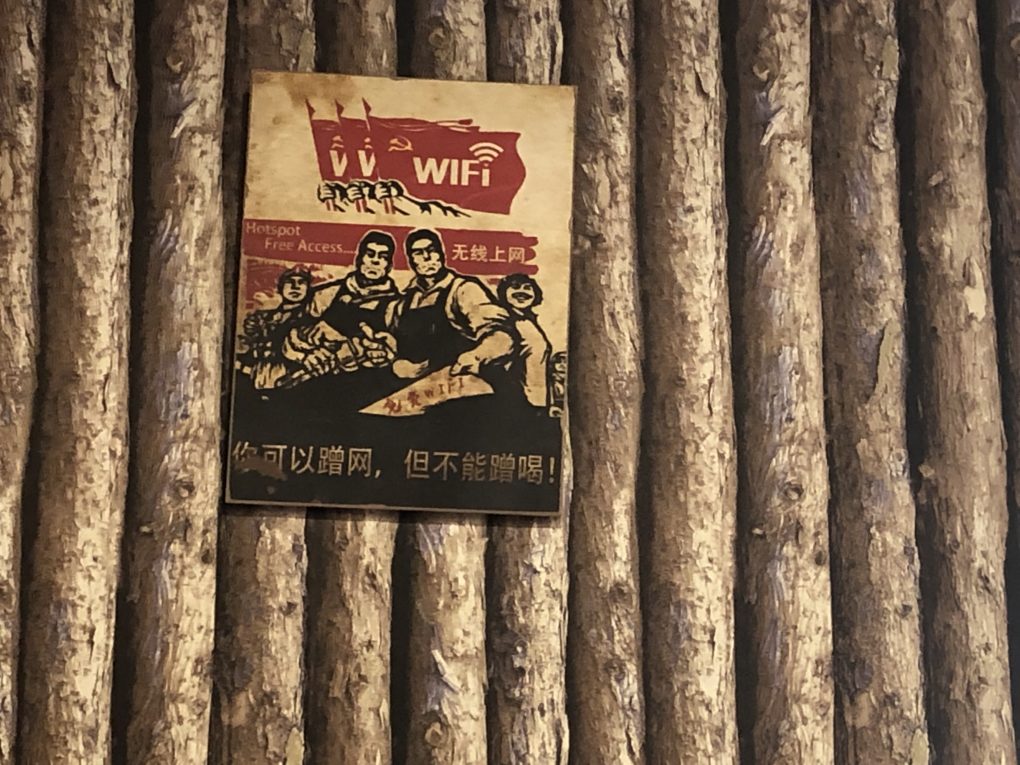 W W WIFi
Hotspot
Free Access...
无线上网
免费WIFI
你可以蹭网，但不能蹭喝！